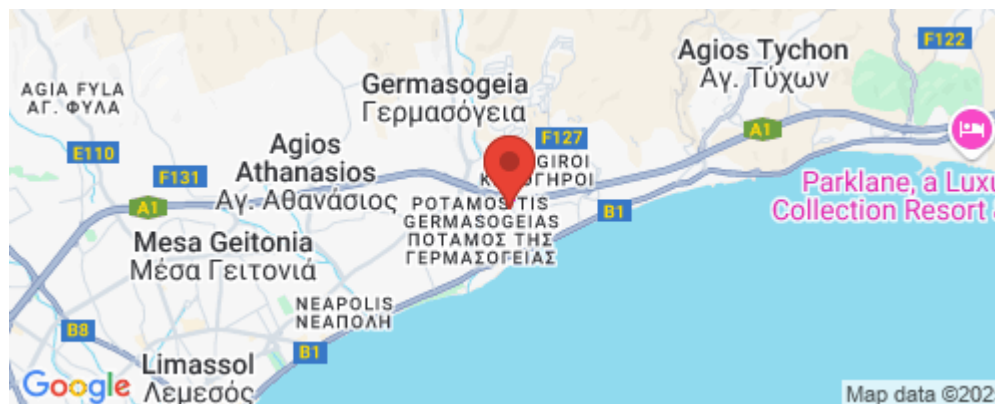 Agios Tychon
Αγ. Τύχων
F122
AGIA FYLA
ΑΓ. ΦΥΛΑ
Germasogeia
Γερμασόγεια
A1
F127
E110
Agios
Athanasios
Αγ. Αθανάσιος
F131
A1
POTAMOS TIS
GERMASOGEIAS
ΠΟΤΑΜΟΣ ΤΗΣ
ΓΕΡΜΑΣΟΓΕΙΑΣ
B1
Parklane, a Luxu
Collection Resort &
Mesa Geitonia
Μέσα Γειτονιά
NEAPOLIS
ΝΕΑΠΟΛΗ
B8
B1
Limassol
Λεμεσός
Google
Map data ©202